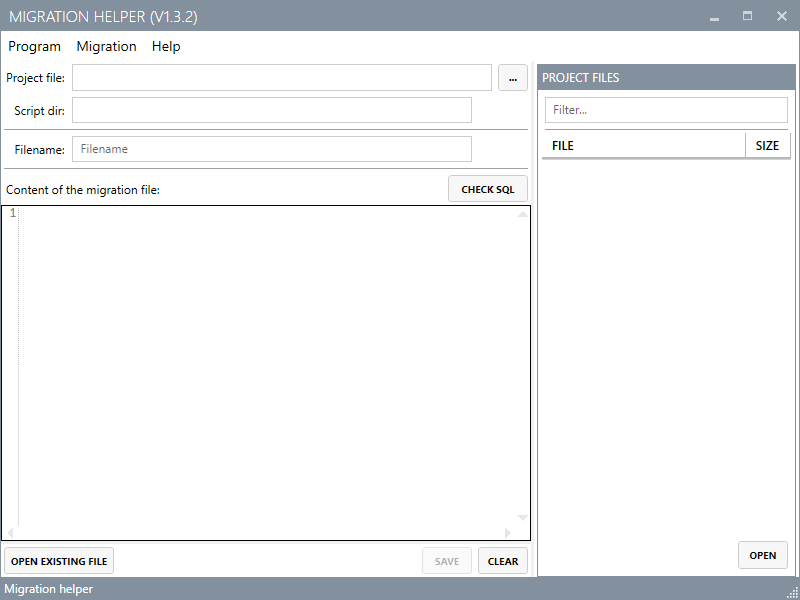 MIGRATION HELPER (V1.3.2)
Program Migration Help
Project file:
...
Script dir:
Filename:
Filename
Content of the migration file:
CHECK SQL
1
OPEN EXISTING FILE
SAVE
CLEAR
PROJECT FILES
Filter...
FILE SIZE
OPEN
Migration helper